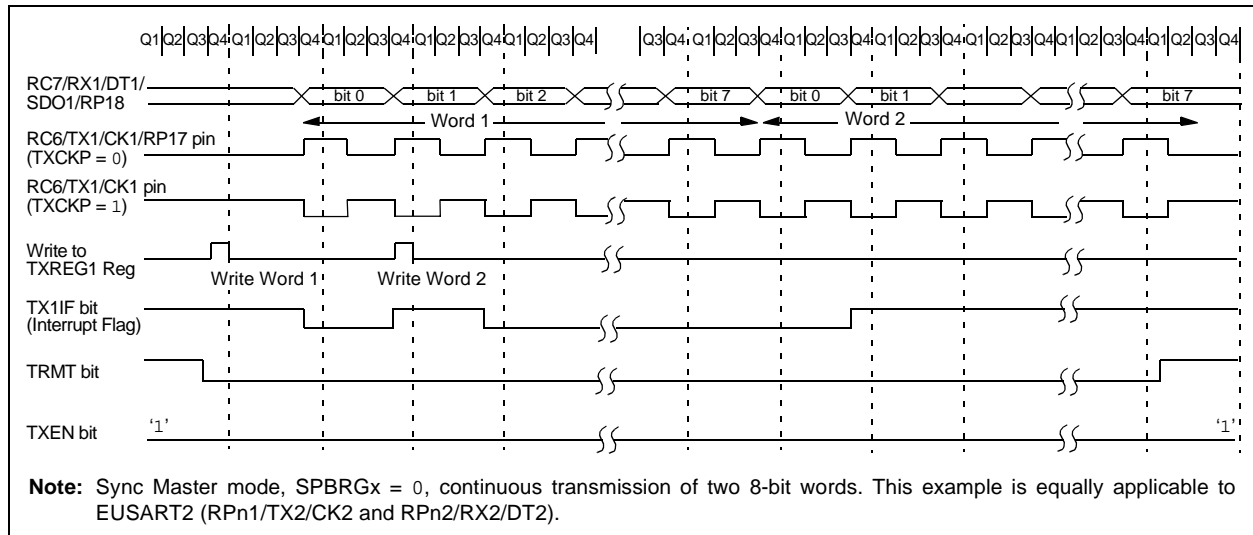 Q1 Q2 Q3 Q4 Q1 Q2 Q3 Q4 Q1 Q2 Q3 Q4 Q1 Q2 Q3 Q4 Q1 Q2 Q3 Q4 Q3 Q4 Q1 Q2 Q3 Q4 Q1 Q2 Q3 Q4 Q1 Q2 Q3 Q4 Q1 Q2 Q3 Q4 Q1 Q2 Q3 Q4 Q1 Q2 Q3 Q4
RC7/RX1/DT1/
SDO1/RP18
bit 0 bit 1 bit 2 bit 7 bit 0 bit 1 bit 7
Word 1 Word 2
RC6/TX1/CK1/RP17 pin
(TXCKP = 0)
RC6/TX1/CK1 pin
(TXCKP = 1)
Write to
TXREG1 Reg
Write Word 1 Write Word 2
TX1IF bit
(Interrupt Flag)
TRMT bit
TXEN bit
‘1’ ‘1’
Note: Sync Master mode, SPBRGx = 0, continuous transmission of two 8-bit words. This example is equally applicable to
EUSART2 (RPn1/TX2/CK2 and RPn2/RX2/DT2).